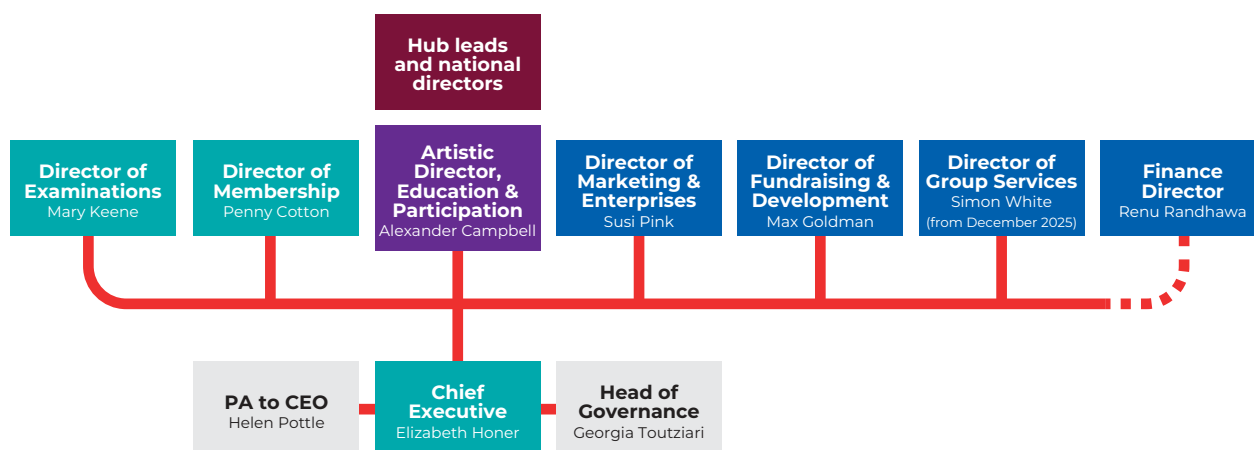 Hub leads
and national
directors
Director of
Examinations
Mary Keene
Director of
Membership
Penny Cotton
Artistic
Director,
Education &
Participation
Alexander Campbell
Director of
Marketing &
Enterprises
Susi Pink
Director of
Fundraising &
Development
Max Goldman
Director of
Group Services
Simon White
(from December 2025)
Finance
Director
Renu Randhawa
PA to CEO
Helen Pottle
Chief
Executive
Elizabeth Honer
Head of
Governance
Georgia Toutziari